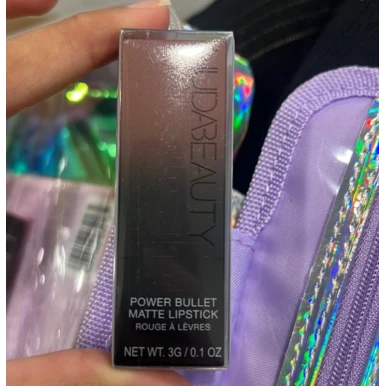 HUDABEAUTY
POWER BULLET
MATTE LIPSTICK
ROUGE À LÈVRES
NET WT. 3G / 0.1 OZ